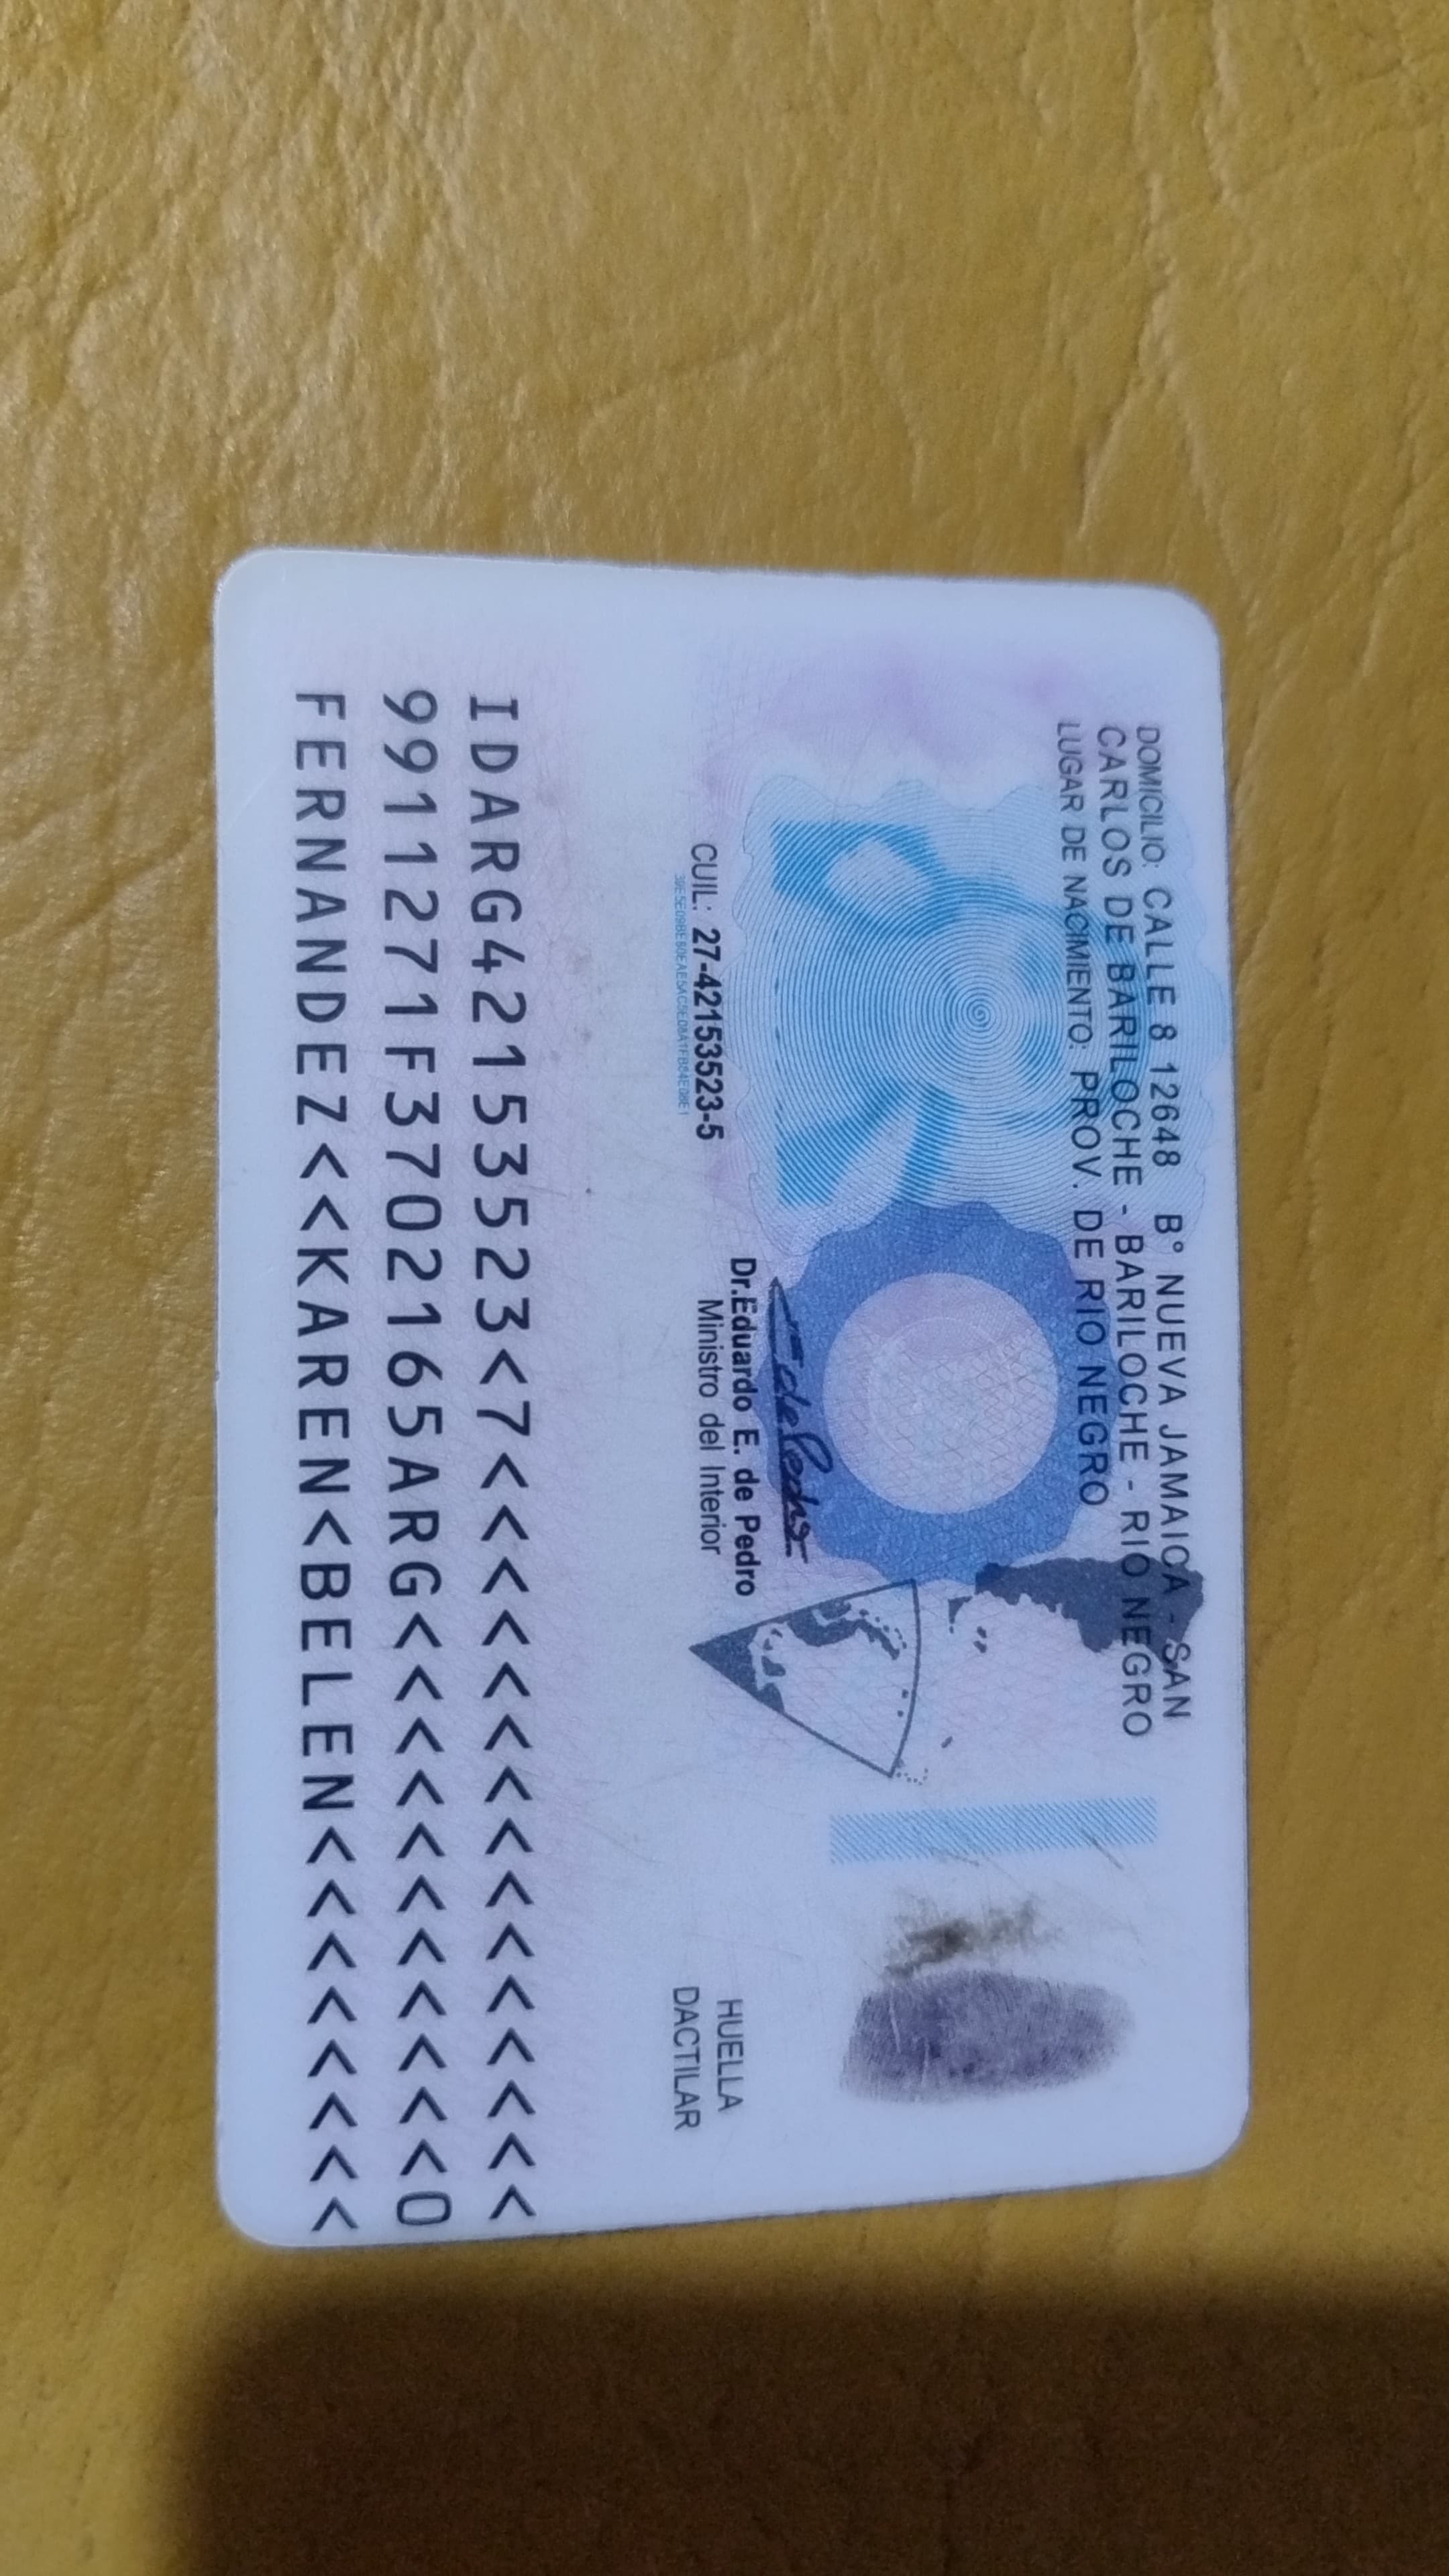 DOMICILIO: CALLE 8 12648 B° NUEVA JAMAICA - SAN
CARLOS DE BARILOCHE - BARILOCHE - RIO NEGRO
LUGAR DE NACIMIENTO: PROV. DE RIO NEGRO
Dr.Eduardo E. de Pedro
Ministro del Interior
CUIL: 27-42153523-5
HUELLA
DACTILAR
IDARG42153523<7<<<<<<<<<<<<<<<
9911271F3702165ARG<<<<<<<<<<<0
FERNANDEZ<<KAREN<BELEN<<<<<<<<